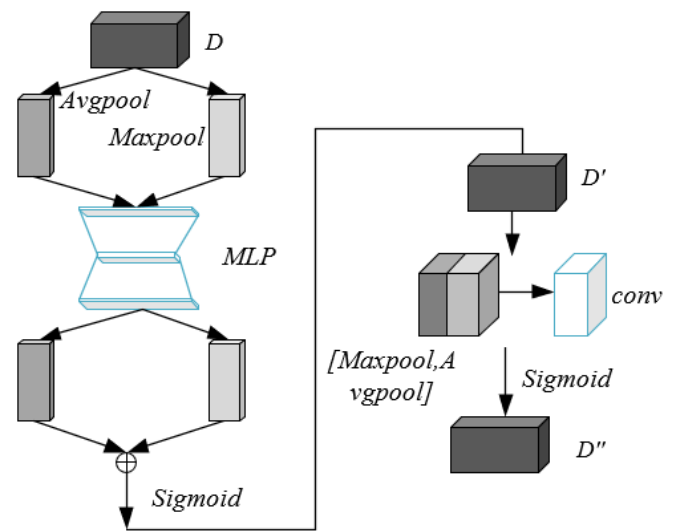 D
Avgpool
Maxpool
MLP
Sigmoid
D'
conv
[Maxpool,A
vgpool]
Sigmoid
D"